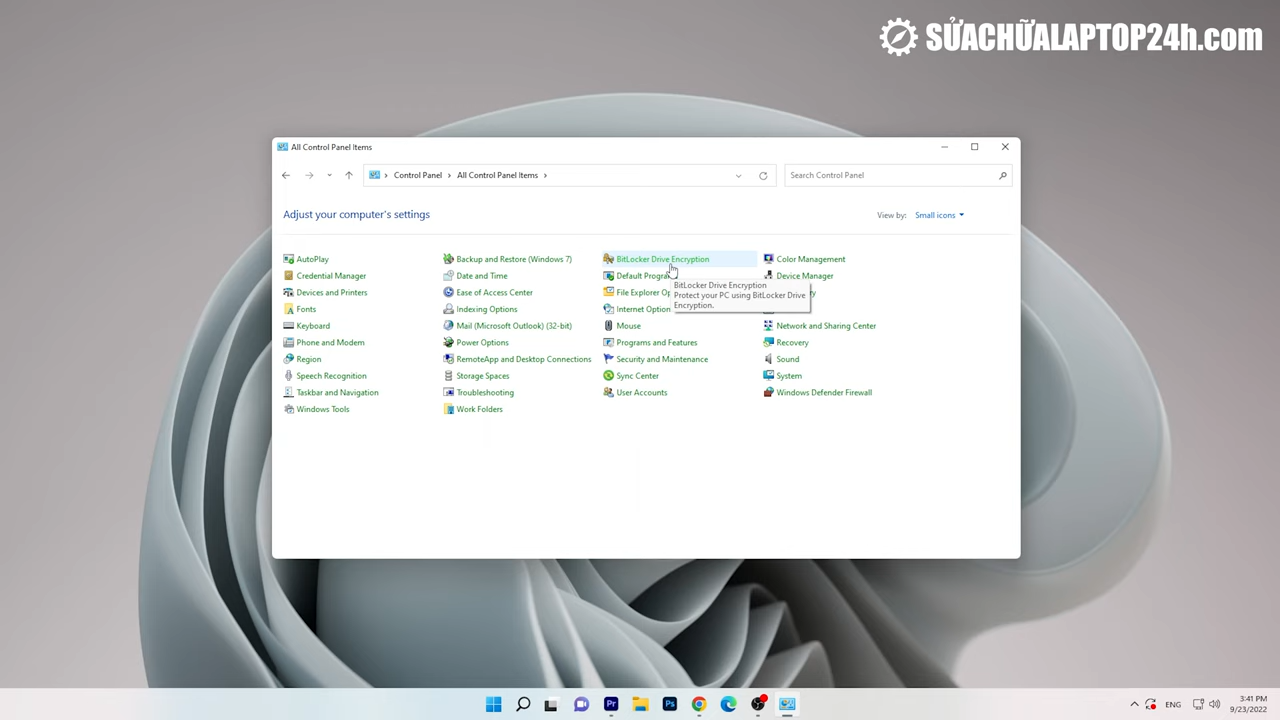 SỬACHỮALAPTOP24h.com
All Control Panel Items
Control Panel > All Control Panel Items >
Search Control Panel
Adjust your computer's settings
View by: Small icons
AutoPlay
Backup and Restore (Windows 7)
BitLocker Drive Encryption
Color Management
Credential Manager
Date and Time
Default
Device Manager
Devices and Printers
Ease of Access Center
File Explorer
BitLocker Drive Encryption
Protect your PC using BitLocker Drive
Encryption.
Fonts
Indexing Options
Internet
Keyboard
Mail (Microsoft Outlook) (32-bit)
Mouse
Network and Sharing Center
Phone and Modem
Power Options
Programs and Features
Recovery
Region
RemoteApp and Desktop Connections
Security and Maintenance
Sound
Speech Recognition
Storage Spaces
Sync Center
System
Taskbar and Navigation
Troubleshooting
User Accounts
Windows Defender Firewall
Windows Tools
Work Folders
Pr
Ps
ENG
3:41 PM
9/23/2022